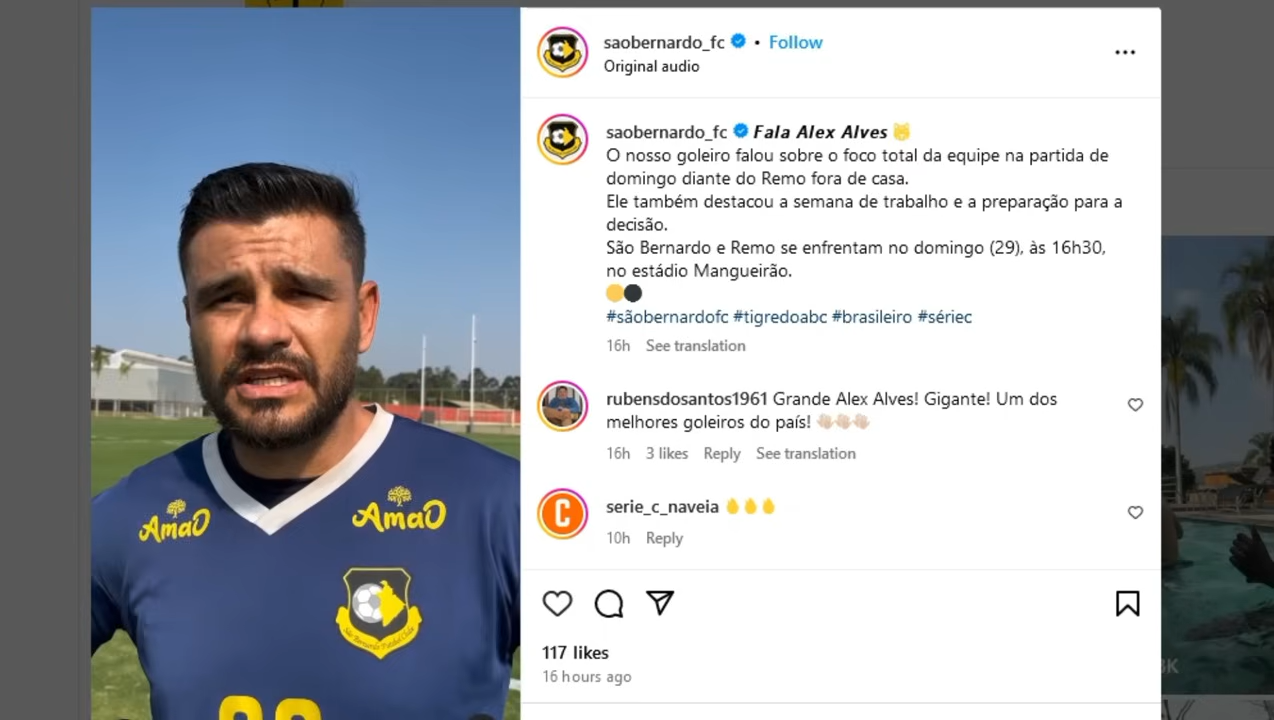 saobernardo_fc • Follow
Original audio
saobernardo_fc Fala Alex Alves 🐯
O nosso goleiro falou sobre o foco total da equipe na partida de
domingo diante do Remo fora de casa.
Ele também destacou a semana de trabalho e a preparação para a
decisão.
São Bernardo e Remo se enfrentam no domingo (29), às 16h30,
no estádio Mangueirão.
🟡⚫
#sãobernardofc #tigredoabc #brasileiro #sériec
16h See translation
rubensdosantos1961 Grande Alex Alves! Gigante! Um dos
melhores goleiros do país! 👏🏻👏🏻👏🏻
16h 3 likes Reply See translation
C
serie_c_naveia
10h Reply
117 likes
16 hours ago
AmaO AmaO
São Bernardo Futebol Clube